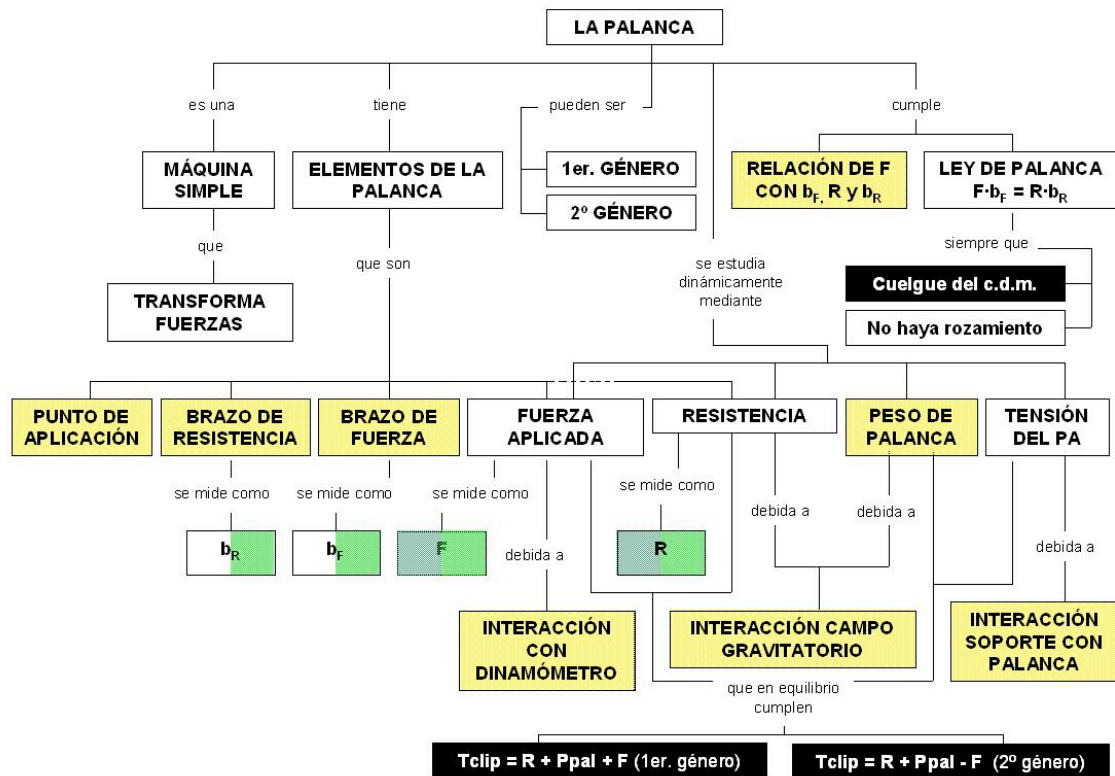 LA PALANCA
es una
tiene
pueden ser
cumple
MÁQUINA
SIMPLE
ELEMENTOS DE LA
PALANCA
1er. GÉNERO
2º GÉNERO
RELACIÓN DE F
CON bF, R y bR
LEY DE PALANCA
F·bF = R·bR
que
que son
se estudia
dinámicamente
mediante
siempre que
TRANSFORMA
FUERZAS
Cuelgue del c.d.m.
No haya rozamiento
PUNTO DE
APLICACIÓN
BRAZO DE
RESISTENCIA
BRAZO DE
FUERZA
FUERZA
APLICADA
RESISTENCIA
PESO DE
PALANCA
TENSIÓN
DEL PA
se mide como
se mide como
se mide como
se mide como
debida a
debida a
bR
bF
F
debida a
R
debida a
INTERACCIÓN
CON
DINAMÓMETRO
INTERACCIÓN CAMPO
GRAVITATORIO
INTERACCIÓN
SOPORTE CON
PALANCA
que en equilibrio
cumplen
Tclip = R + Ppal + F (1er. género)
Tclip = R + Ppal - F (2º género)